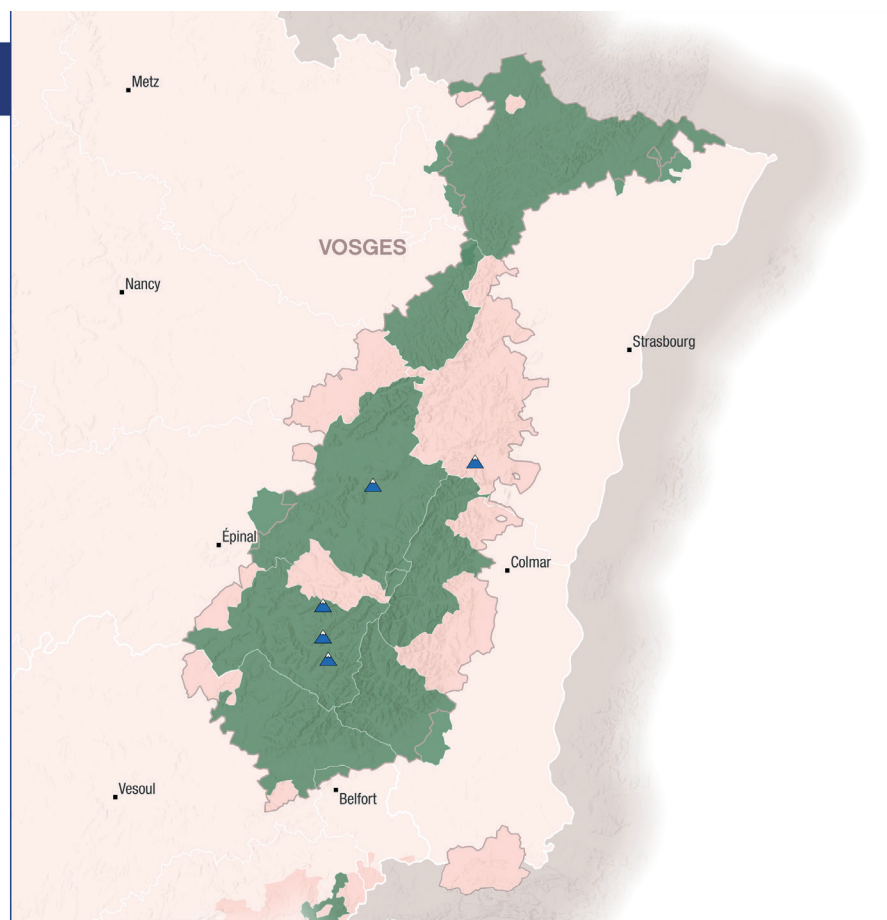 Metz
VOSGES
Nancy
Strasbourg
Épinal
Colmar
Vesoul
Belfort